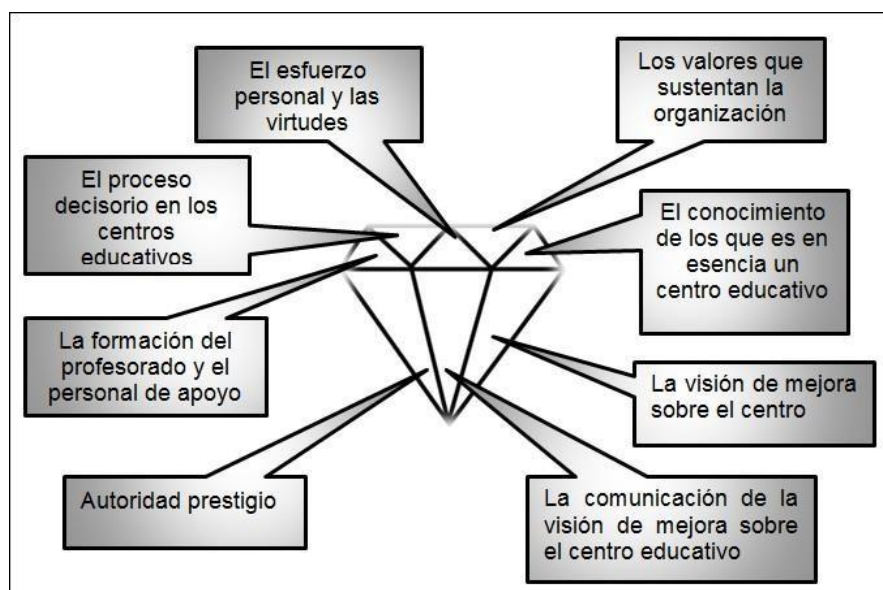 El esfuerzo
personal y las
virtudes
Los valores que
sustentan la
organización
El proceso
decisorio en los
centros
educativos
El conocimiento
de los que es en
esencia un
centro educativo
La formación del
profesorado y el
personal de apoyo
La visión de mejora
sobre el centro
Autoridad prestigio
La comunicación de la
visión de mejora sobre
el centro educativo